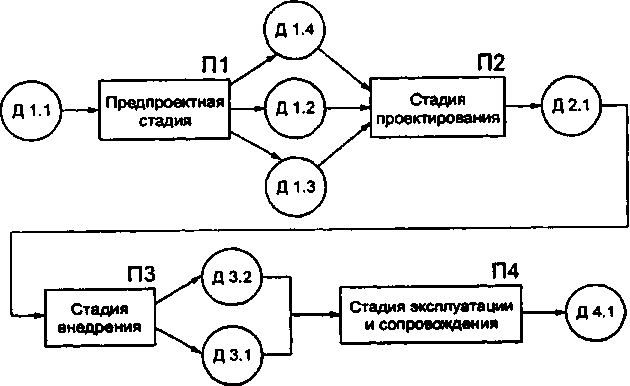 Д 1.4
П1
П2
Д 1.1
Предпроектная
стадия
Д 1.2
Стадия
проектирования
Д 2.1
Д 1.3
П3
Д 3.2
П4
Стадия
внедрения
Стадия эксплуатации
и сопровождения
Д 4.1
Д 3.1